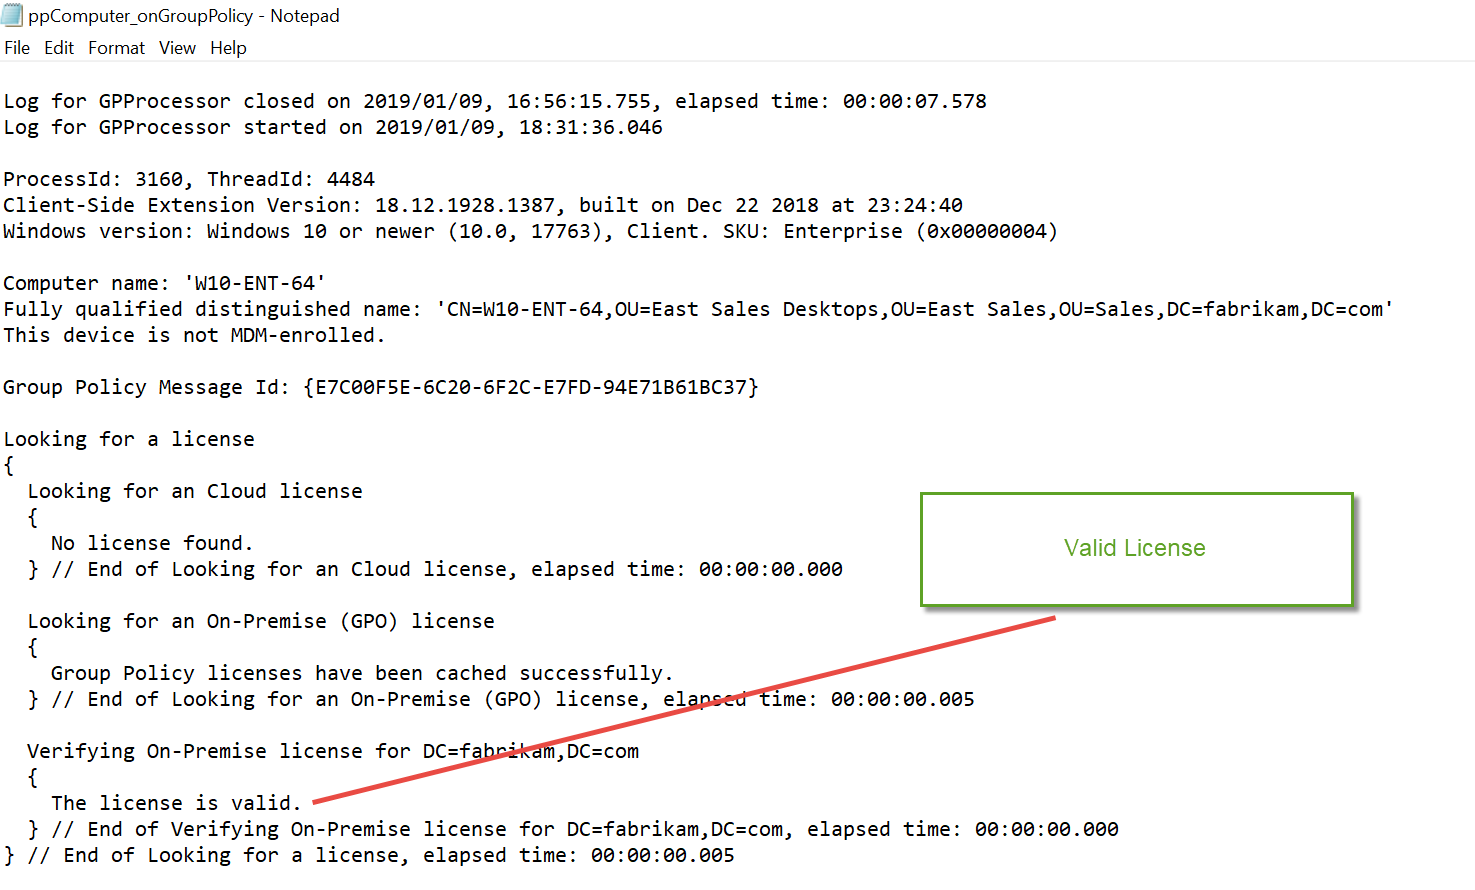 ppComputer_onGroupPolicy - Notepad
File Edit Format View Help
Log for GPProcessor closed on 2019/01/09, 16:56:15.755, elapsed time: 00:00:07.578
Log for GPProcessor started on 2019/01/09, 18:31:36.046
ProcessId: 3160, ThreadId: 4484
Client-Side Extension Version: 18.12.1928.1387, built on Dec 22 2018 at 23:24:40
Windows version: Windows 10 or newer (10.0, 17763), Client. SKU: Enterprise (0x00000004)
Computer name: 'W10-ENT-64'
Fully qualified distinguished name: 'CN=W10-ENT-64,OU=East Sales Desktops,OU=East Sales,OU=Sales,DC=fabrikam,DC=com'
This device is not MDM-enrolled.
Group Policy Message Id: {E7C00F5E-6C20-6F2C-E7FD-94E71B61BC37}
Looking for a license
{
  Looking for an Cloud license
  {
    No license found.
  } // End of Looking for an Cloud license, elapsed time: 00:00:00.000
Valid License
  Looking for an On-Premise (GPO) license
  {
    Group Policy licenses have been cached successfully.
  } // End of Looking for an On-Premise (GPO) license, elapsed time: 00:00:00.005
  Verifying On-Premise license for DC=fabrikam,DC=com
  {
    The license is valid.
  } // End of Verifying On-Premise license for DC=fabrikam,DC=com, elapsed time: 00:00:00.000
} // End of Looking for a license, elapsed time: 00:00:00.005